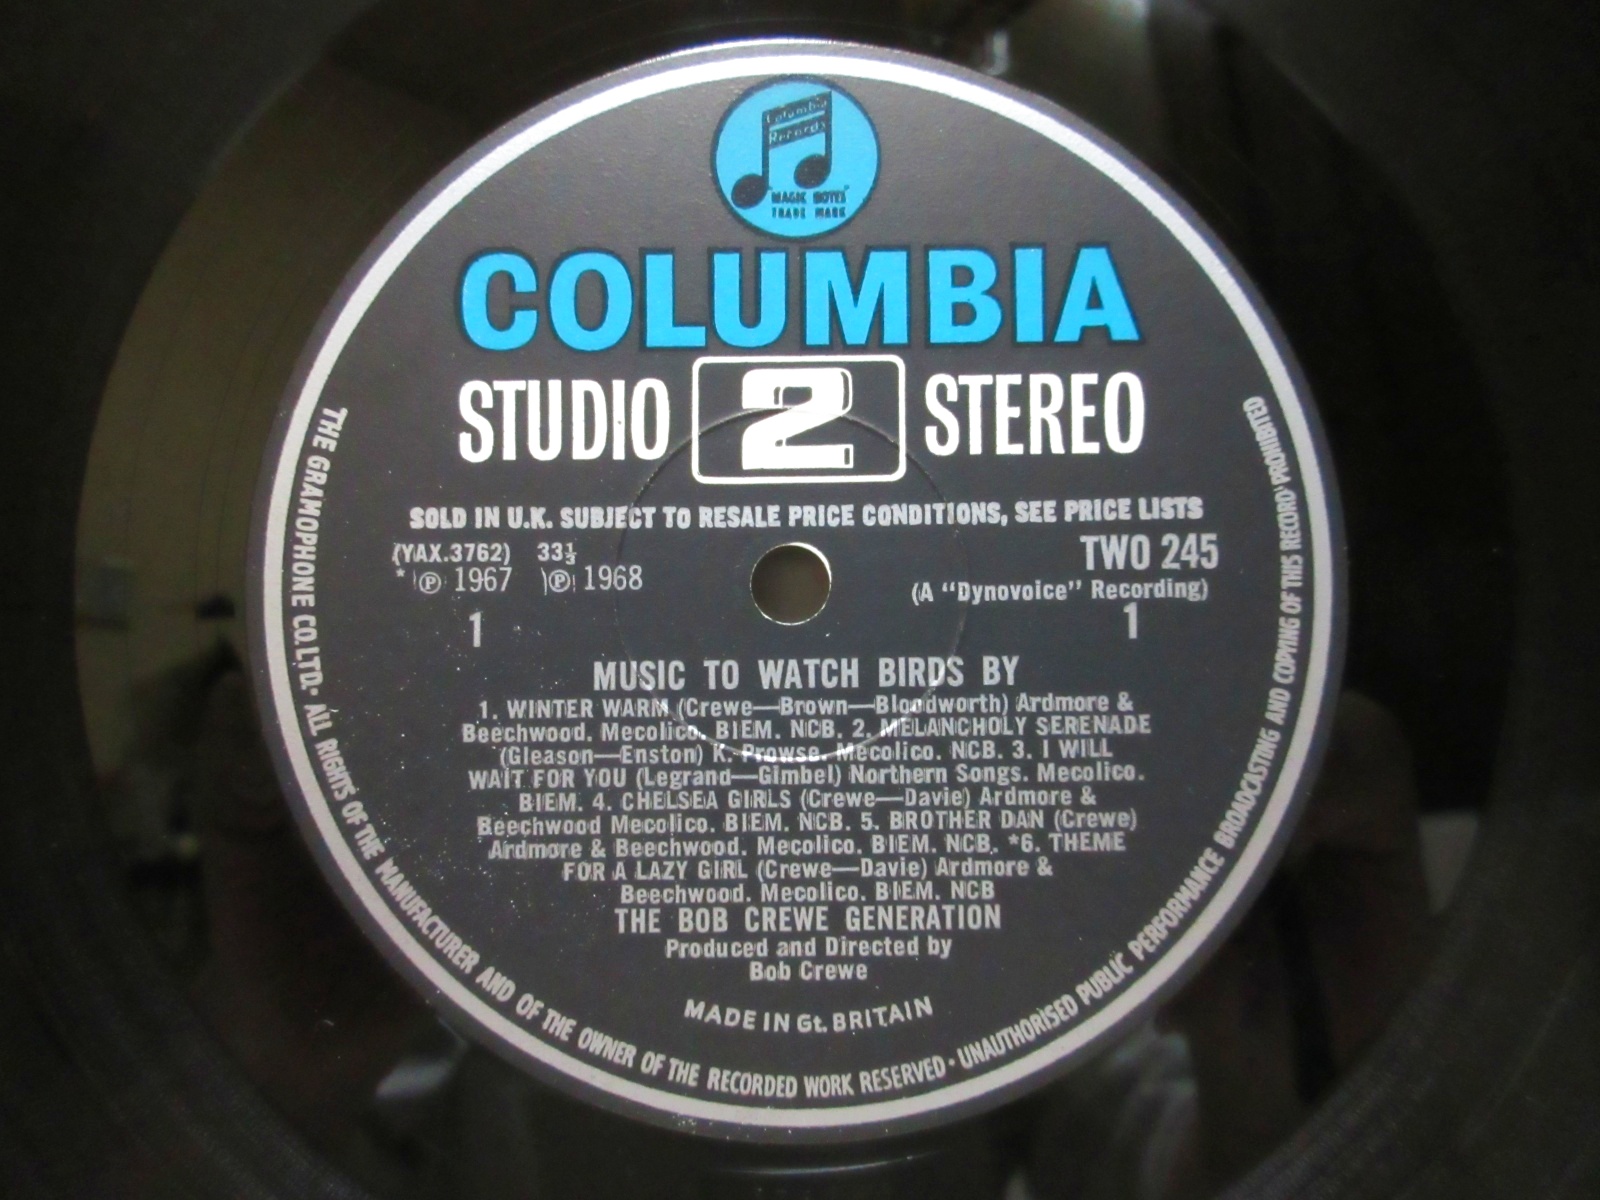 Columbia
Records
"MAGIC NOTES"
TRADE MARK
COLUMBIA
STUDIO 2 STEREO
SOLD IN U.K. SUBJECT TO RESALE PRICE CONDITIONS, SEE PRICE LISTS
(YAX.3762) 33⅓ TWO 245
* ℗ 1967 )℗ 1968 (A “Dynovoice” Recording)
1 1
MUSIC TO WATCH BIRDS BY
1. WINTER WARM (Crewe—Brown—Bloodworth) Ardmore &
Beechwood. Mecolico. BIEM. NCB. 2. MELANCHOLY SERENADE
(Gleason—Enston) K. Prowse. Mecolico. NCB. 3. I WILL
WAIT FOR YOU (Legrand—Gimbel) Northern Songs. Mecolico.
BIEM. 4. CHELSEA GIRLS (Crewe—Davie) Ardmore &
Beechwood Mecolico. BIEM. NCB. 5. BROTHER DAN (Crewe)
Ardmore & Beechwood. Mecolico. BIEM. NCB. *6. THEME
FOR A LAZY GIRL (Crewe—Davie) Ardmore &
Beechwood. Mecolico. BIEM. NCB
THE BOB CREWE GENERATION
Produced and Directed by
Bob Crewe
MADE IN Gt. BRITAIN
THE GRAMOPHONE CO. LTD. · ALL RIGHTS OF THE MANUFACTURER AND OF THE OWNER OF THE RECORDED WORK RESERVED · UNAUTHORISED PUBLIC PERFORMANCE BROADCASTING AND COPYING OF THIS RECORD PROHIBITED